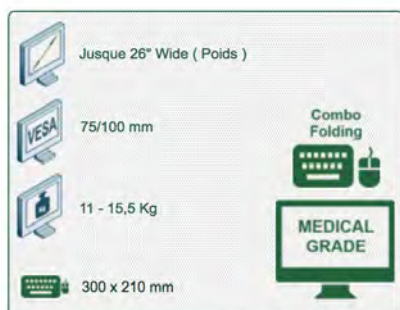 Jusque 26" Wide ( Poids )
VESA
75/100 mm
11 - 15,5 Kg
300 x 210 mm
Combo
Folding
MEDICAL
GRADE